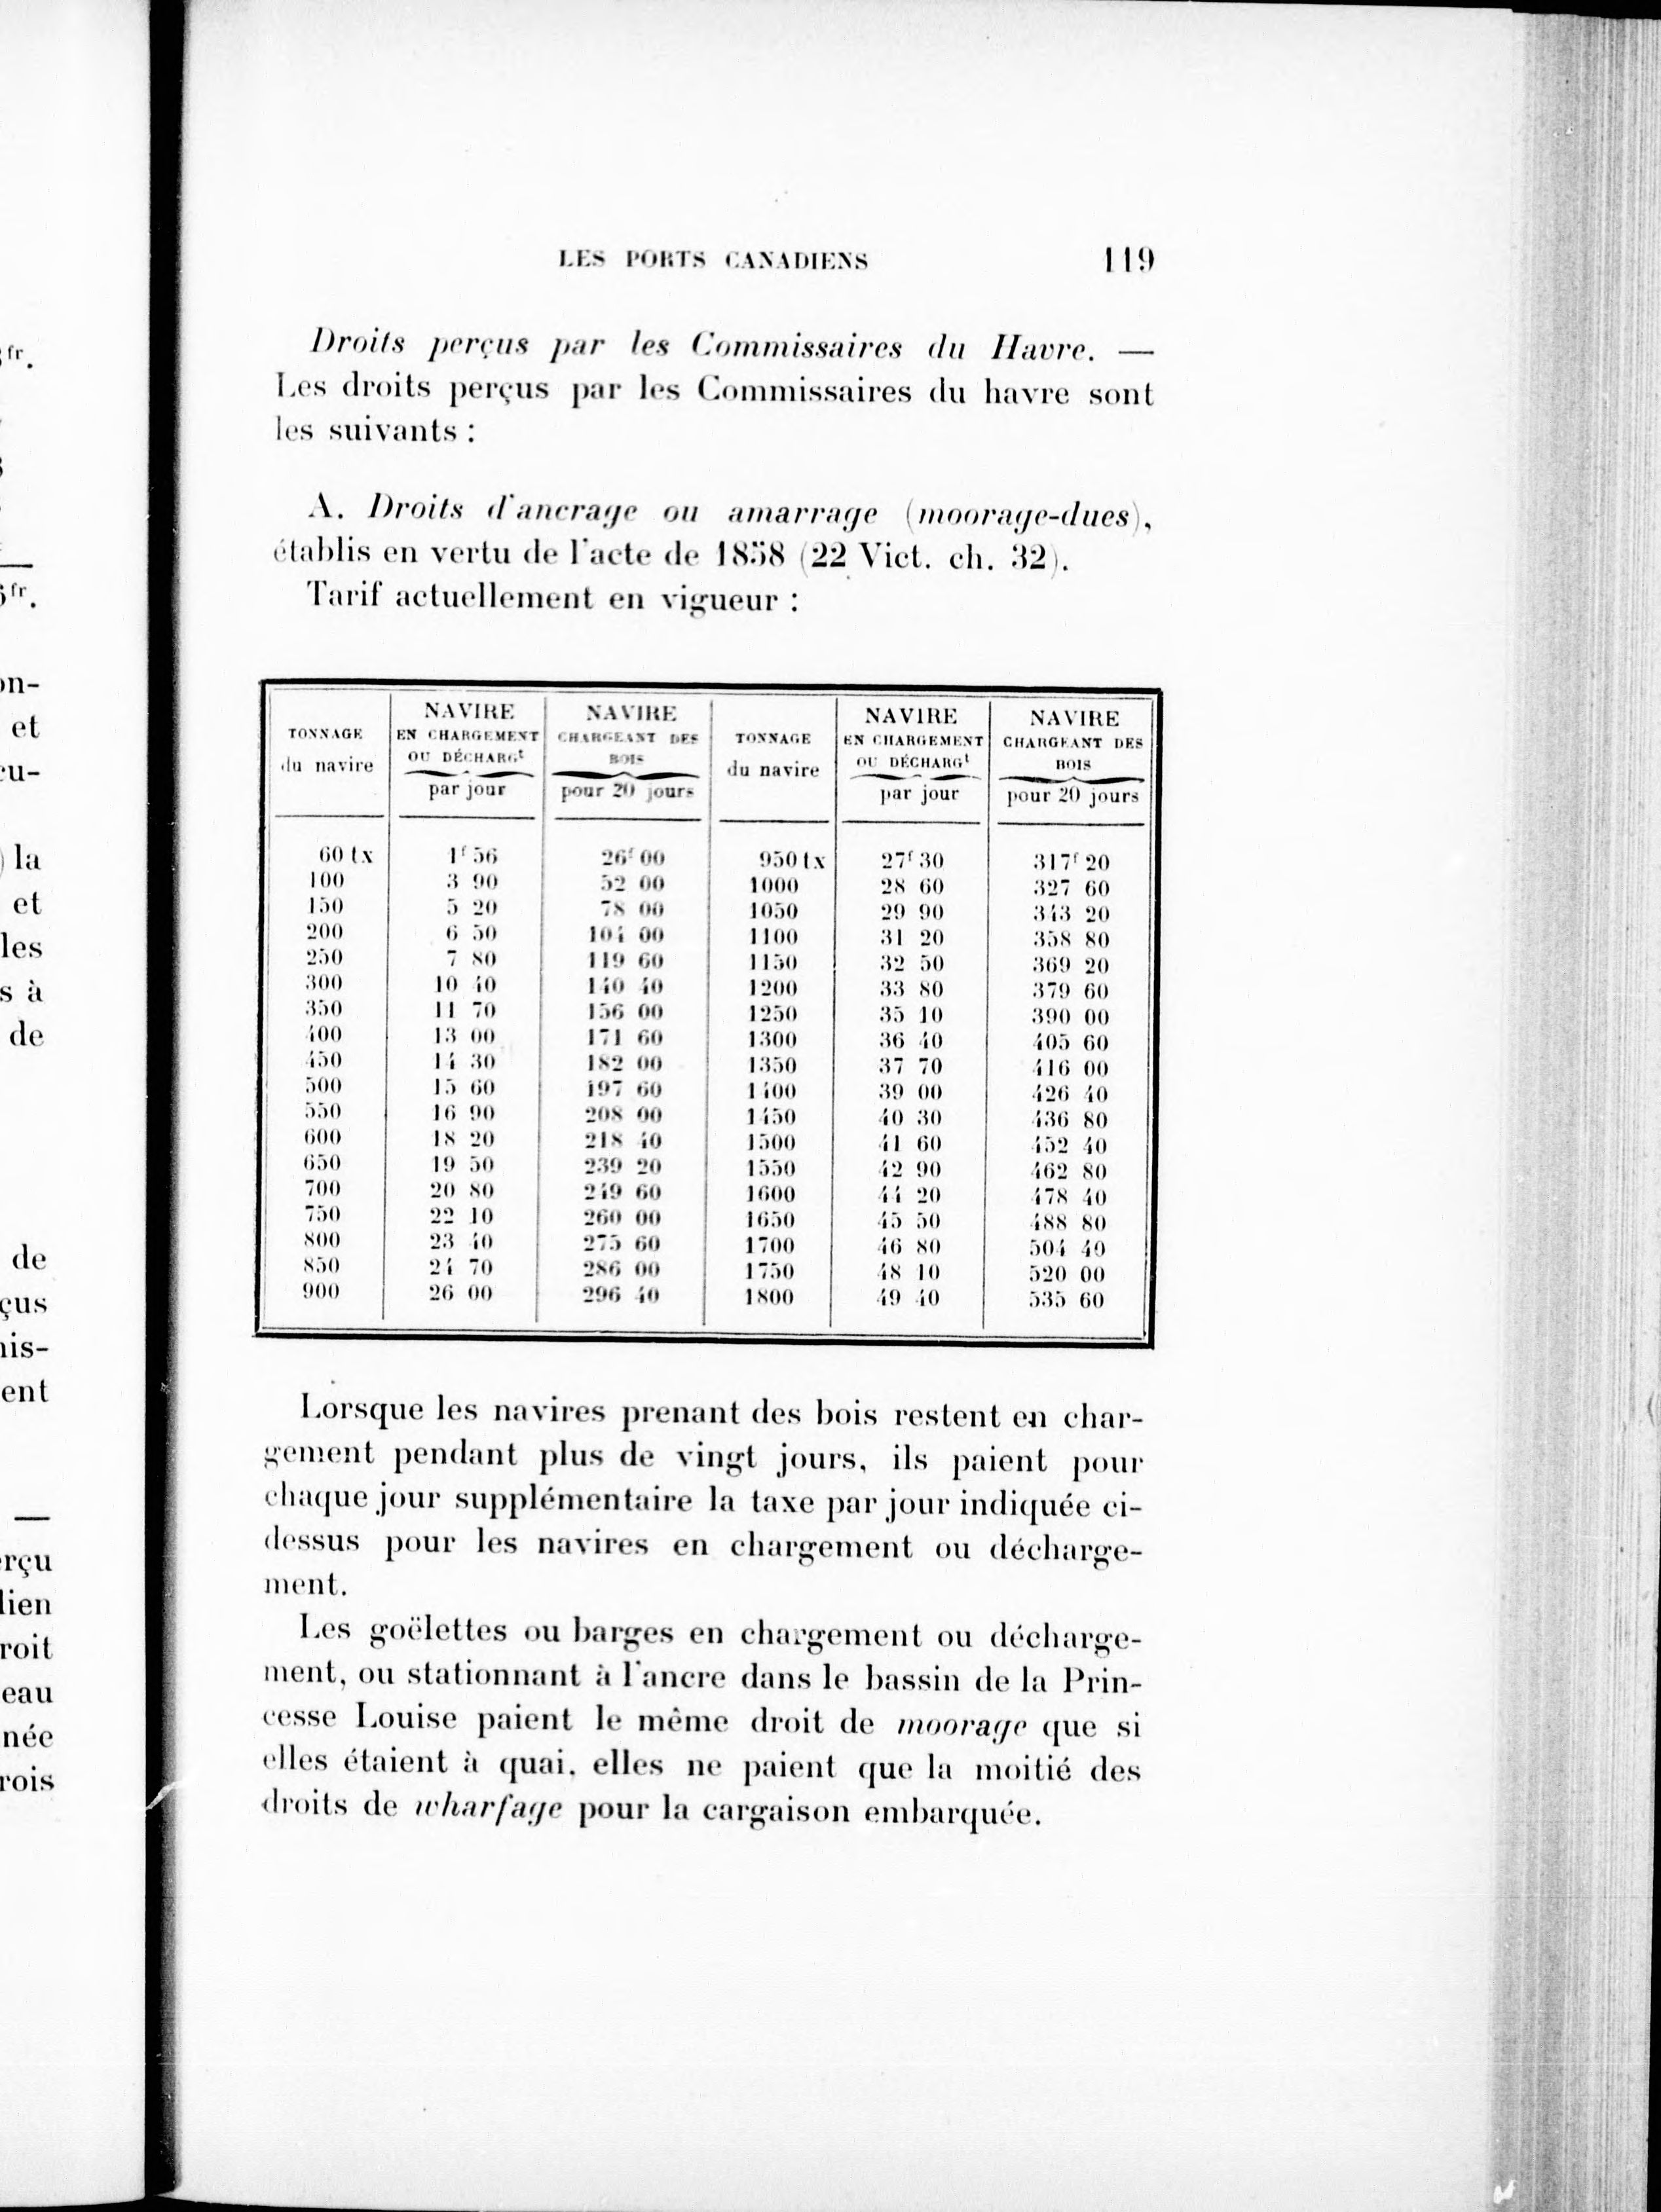 LES PORTS CANADIENS 119
Droits perçus par les Commissaires du Havre. —
Les droits perçus par les Commissaires du havre sont
les suivants :
A. Droits d'ancrage ou amarrage (moorage-dues),
établis en vertu de l'acte de 1858 (22 Vict. ch. 32).
Tarif actuellement en vigueur :
TONNAGE du navire | NAVIRE EN CHARGEMENT OU DÉCHARGt par jour | NAVIRE CHARGEANT DES BOIS pour 20 jours | TONNAGE du navire | NAVIRE EN CHARGEMENT OU DÉCHARGt par jour | NAVIRE CHARGEANT DES BOIS pour 20 jours
60 tx 1f 56 26f 00 950 tx 27f 30 317f 20
100 3 90 52 00 1000 28 60 327 60
150 5 20 78 00 1050 29 90 343 20
200 6 50 104 00 1100 31 20 358 80
250 7 80 119 60 1150 32 50 369 20
300 10 40 140 40 1200 33 80 379 60
350 11 70 156 00 1250 35 10 390 00
400 13 00 171 60 1300 36 40 405 60
450 14 30 182 00 1350 37 70 416 00
500 15 60 197 60 1400 39 00 426 40
550 16 90 208 00 1450 40 30 436 80
600 18 20 218 40 1500 41 60 452 40
650 19 50 239 20 1550 42 90 462 80
700 20 80 249 60 1600 44 20 478 40
750 22 10 260 00 1650 45 50 488 80
800 23 40 275 60 1700 46 80 504 40
850 24 70 286 00 1750 48 10 520 00
900 26 00 296 40 1800 49 40 535 60
Lorsque les navires prenant des bois restent en char-
gement pendant plus de vingt jours, ils paient pour
chaque jour supplémentaire la taxe par jour indiquée ci-
dessus pour les navires en chargement ou décharge-
ment.
Les goëlettes ou barges en chargement ou décharge-
ment, ou stationnant à l'ancre dans le bassin de la Prin-
cesse Louise paient le même droit de moorage que si
elles étaient à quai, elles ne paient que la moitié des
droits de wharfage pour la cargaison embarquée.